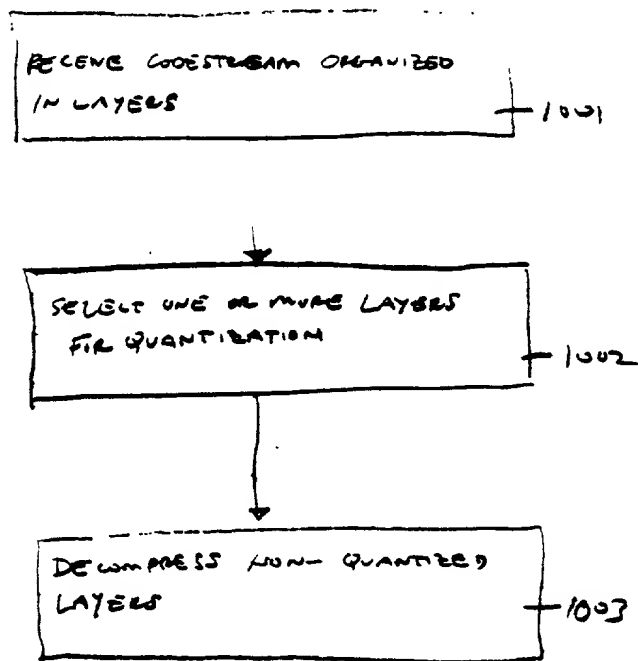 RECEIVE CODESTREAM ORGANIZED
IN LAYERS
1001
SELECT ONE OR MORE LAYERS
FOR QUANTIZATION
1002
DECOMPRESS NON-QUANTIZED
LAYERS
1003